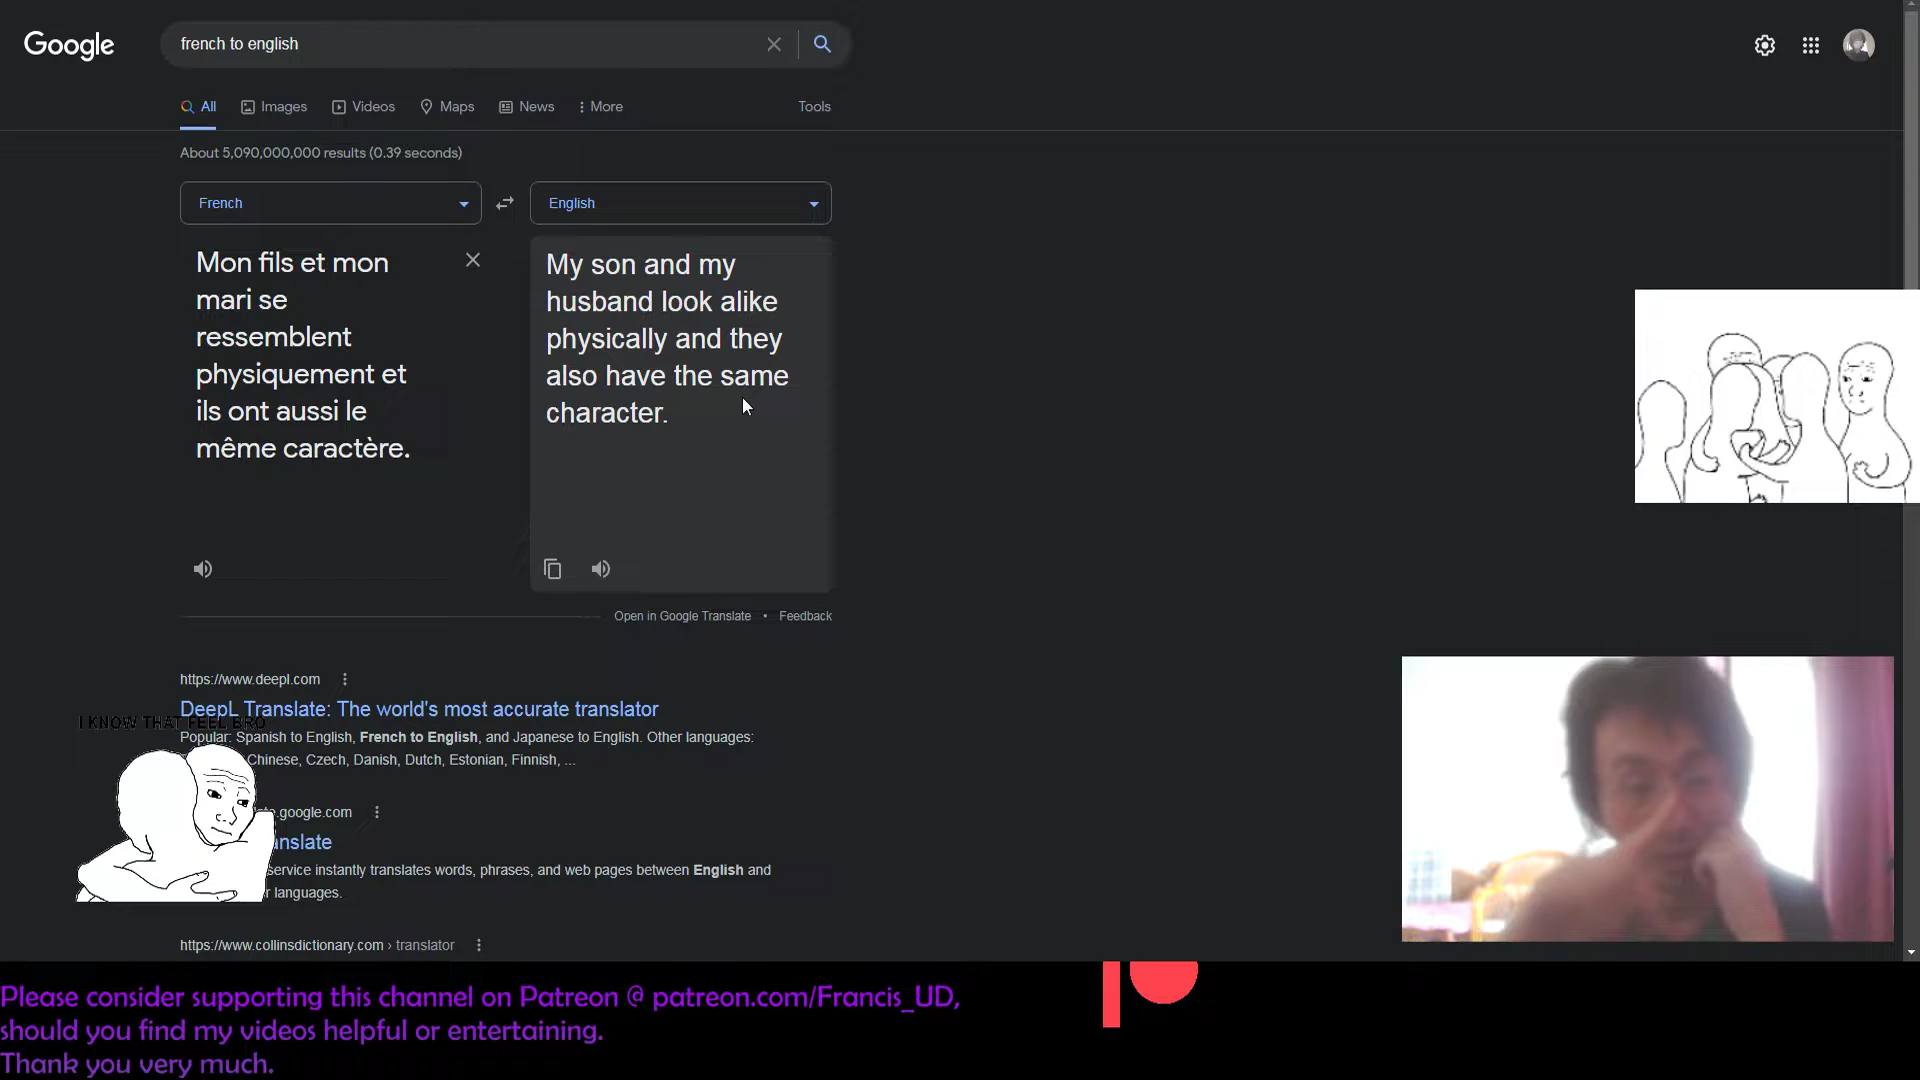 Google
french to english
All
Images
Videos
Maps
News
More
Tools
About 5,090,000,000 results (0.39 seconds)
French
English
Mon fils et mon
mari se
ressemblent
physiquement et
ils ont aussi le
même caractère.
My son and my
husband look alike
physically and they
also have the same
character.
Open in Google Translate • Feedback
https://www.deepl.com
DeepL Translate: The world's most accurate translator
I KNOW THAT FEEL BRO
Popular: Spanish to English, French to English, and Japanese to English. Other languages:
Chinese, Czech, Danish, Dutch, Estonian, Finnish, ...
.google.com
anslate
service instantly translates words, phrases, and web pages between English and
languages.
https://www.collinsdictionary.com › translator
Please consider supporting this channel on Patreon @ patreon.com/Francis_UD,
should you find my videos helpful or entertaining.
Thank you very much.